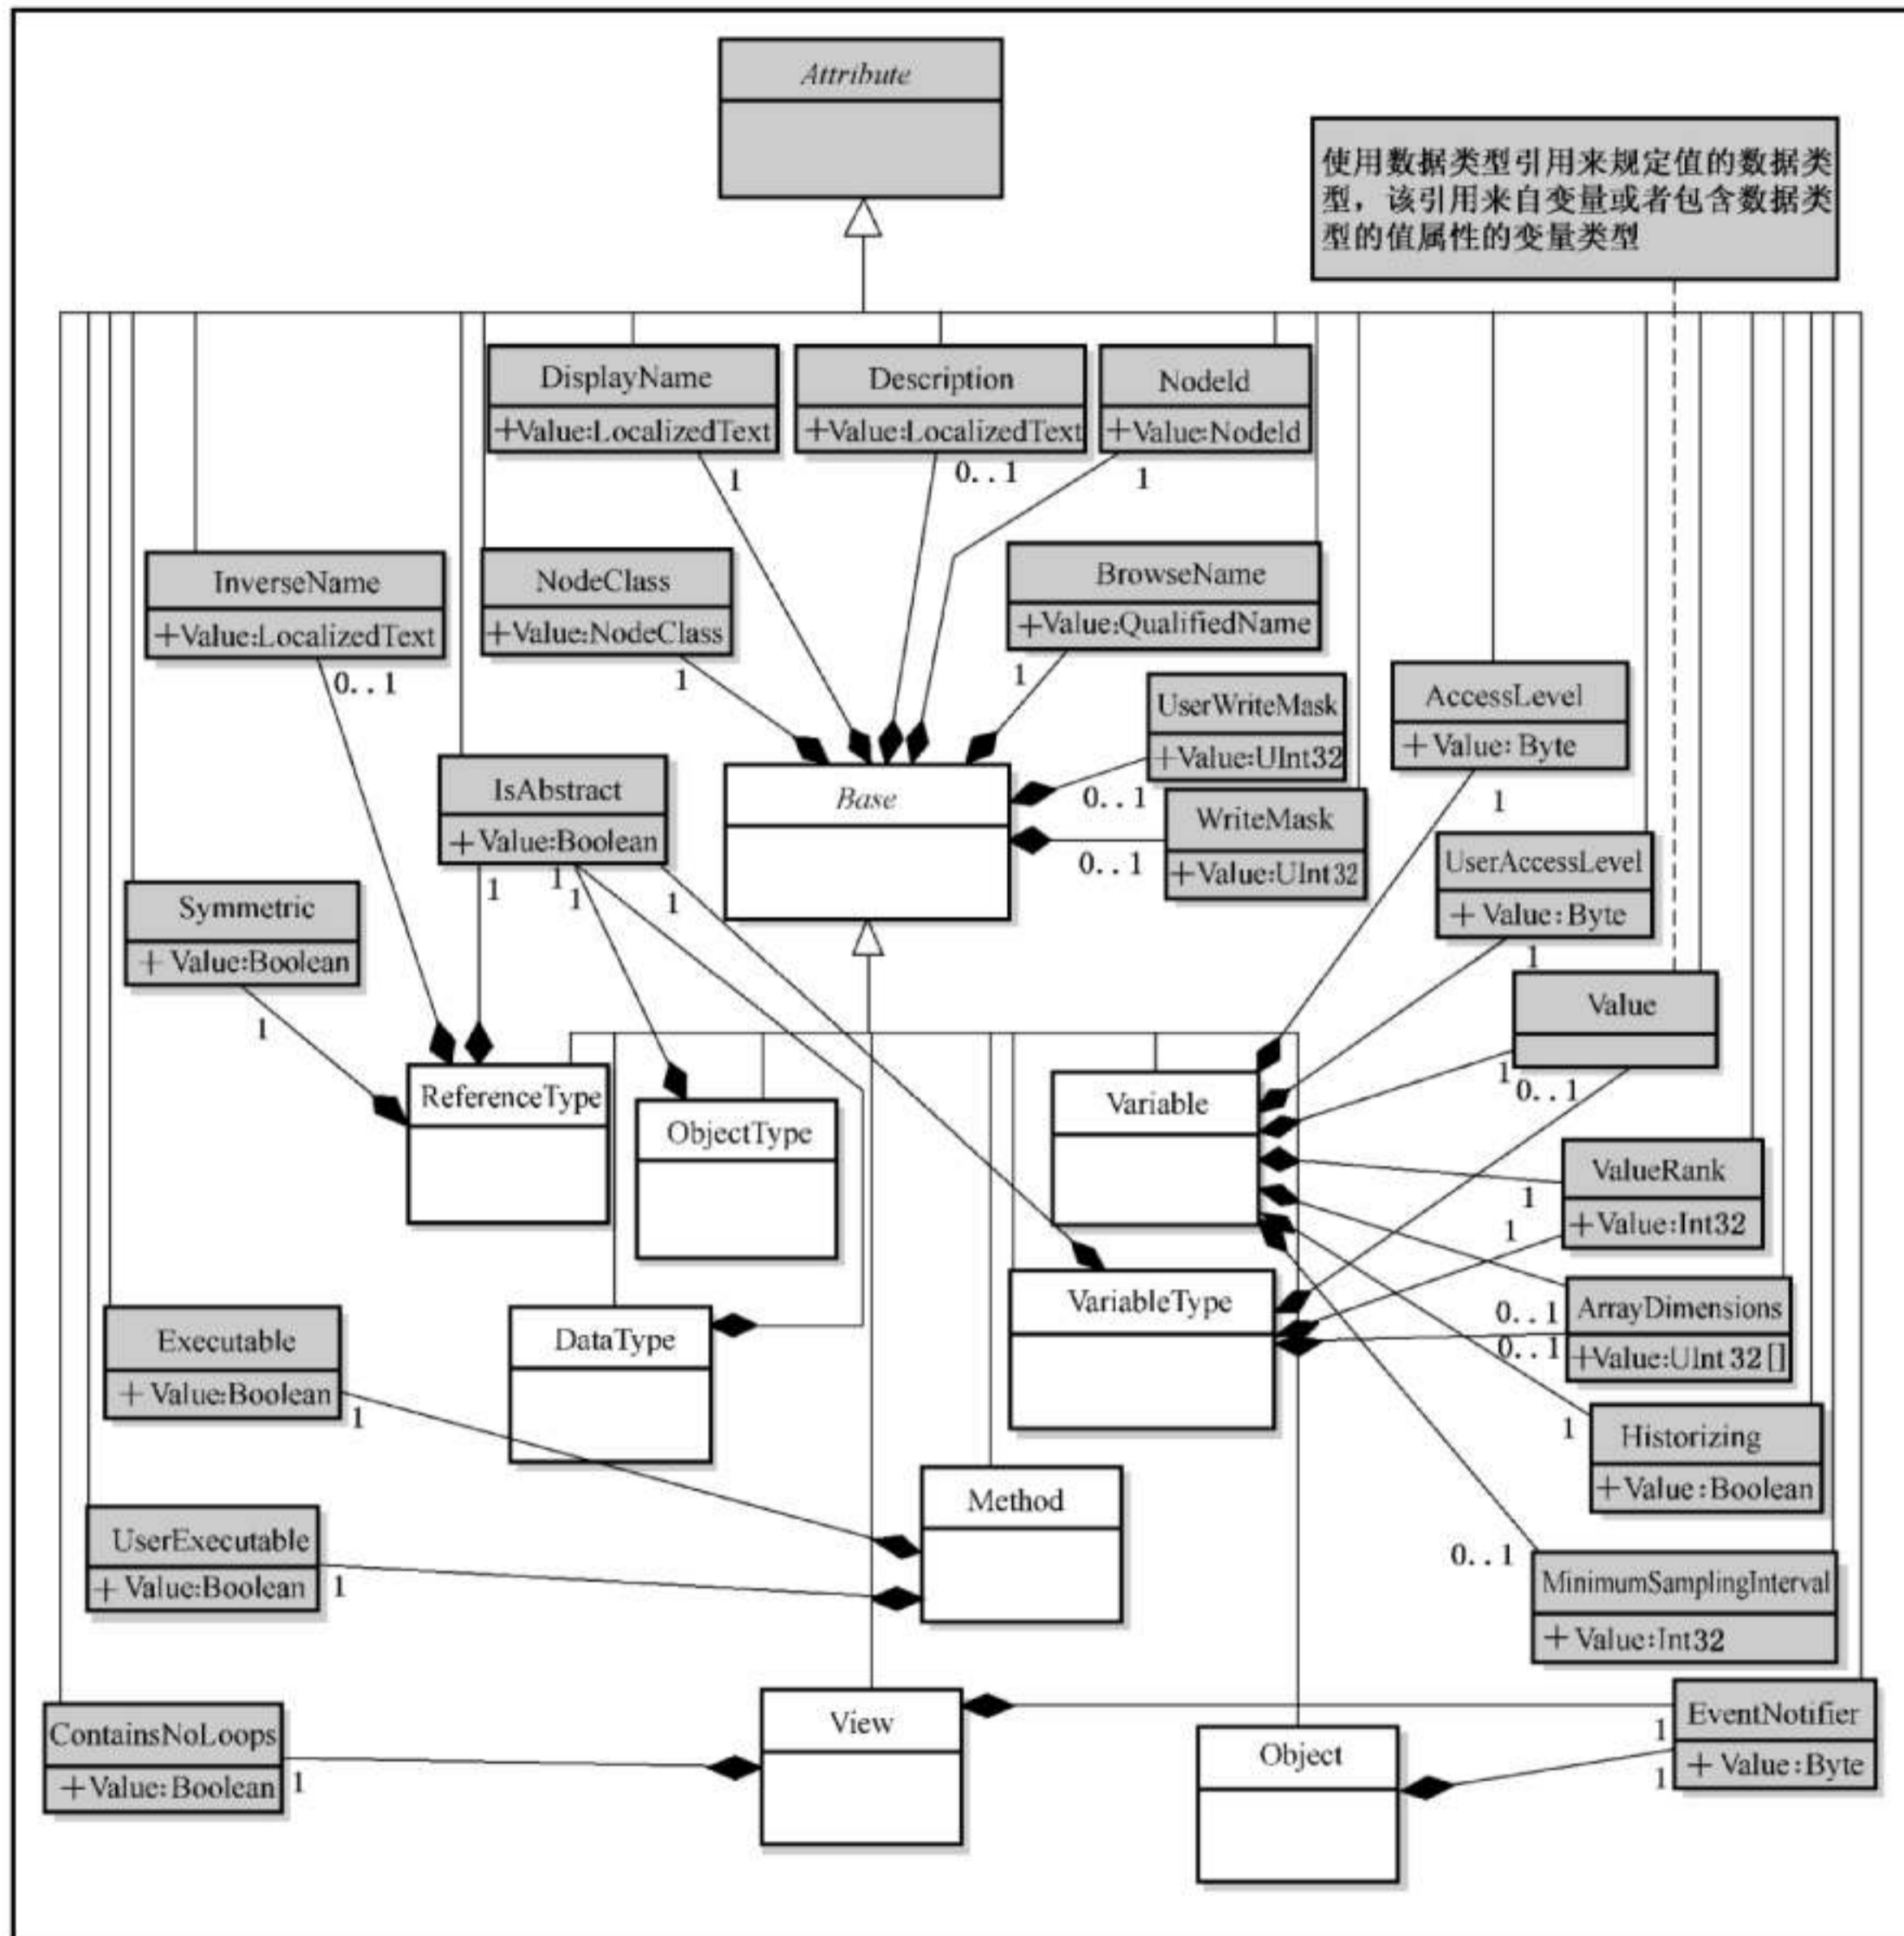 Attribute
使用数据类型引用来规定值的数据类
型，该引用来自变量或者包含数据类
型的值属性的变量类型
DisplayName
+Value:LocalizedText
1
Description
+Value:LocalizedText
0..1
NodeId
+Value:NodeId
1
InverseName
+Value:LocalizedText
0..1
NodeClass
+Value:NodeClass
1
BrowseName
+Value:QualifiedName
1
UserWriteMask
+Value:UInt32
0..1
WriteMask
+Value:UInt32
0..1
AccessLevel
+Value:Byte
1
IsAbstract
+Value:Boolean
1
1
1
1
Base
UserAccessLevel
+Value:Byte
1
Symmetric
+Value:Boolean
1
Value
1
0..1
ReferenceType
ObjectType
Variable
ValueRank
+Value:Int32
1
1
VariableType
ArrayDimensions
+Value:UInt32[]
0..1
0..1
Executable
+Value:Boolean
1
DataType
Historizing
+Value:Boolean
1
Method
UserExecutable
+Value:Boolean
1
MinimumSamplingInterval
+Value:Int32
0..1
ContainsNoLoops
+Value:Boolean
1
View
Object
EventNotifier
+Value:Byte
1
1